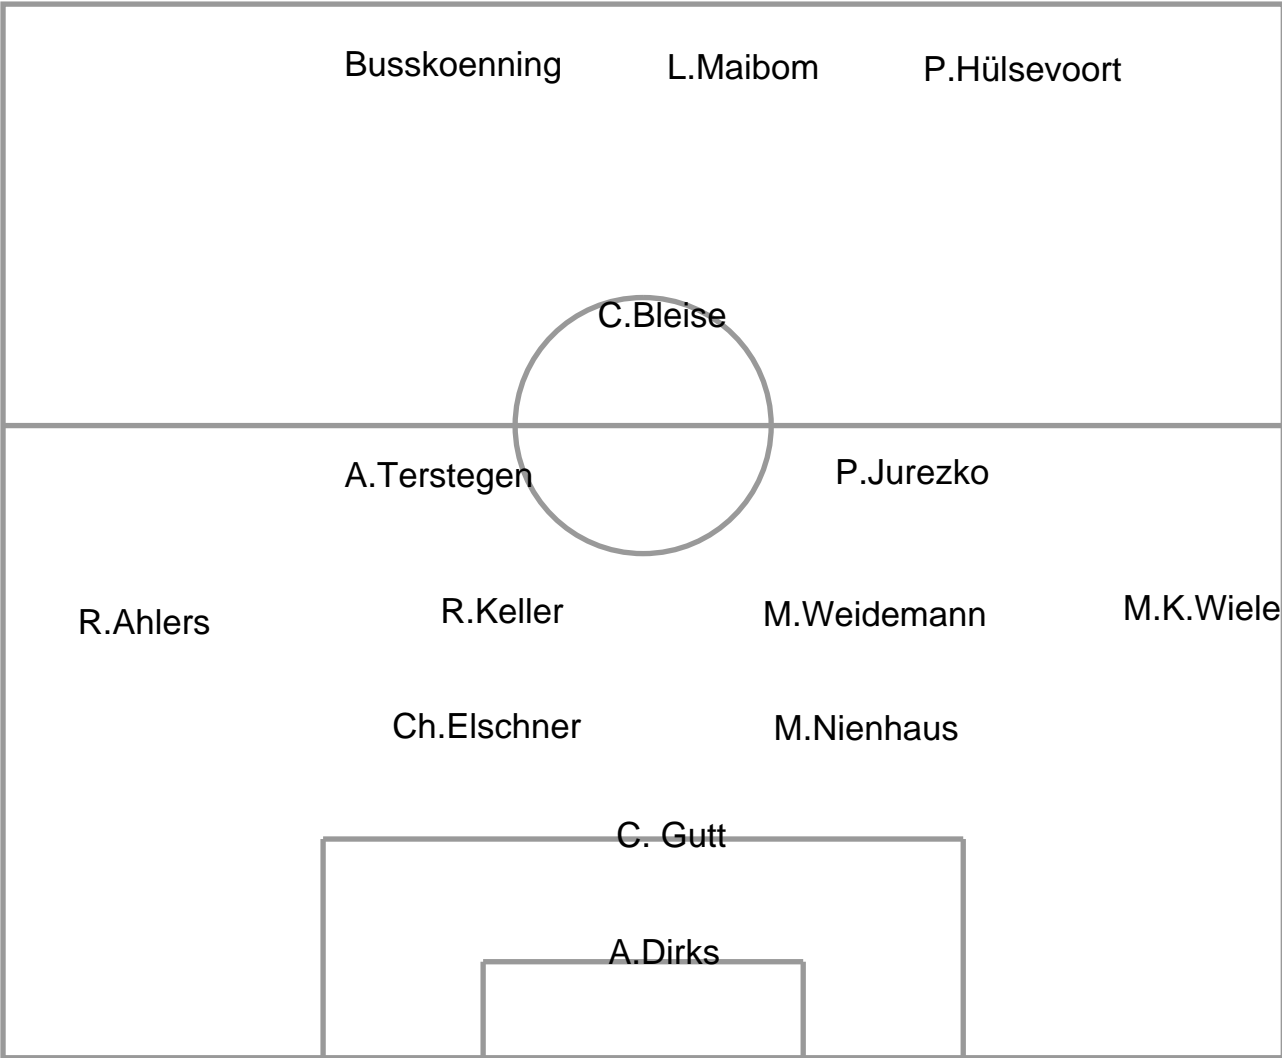 Busskoenning L.Maibom P.Hülsevoort
C.Bleise
A.Terstegen P.Jurezko
R.Ahlers R.Keller M.Weidemann M.K.Wiele
Ch.Elschner M.Nienhaus
C. Gutt
A.Dirks